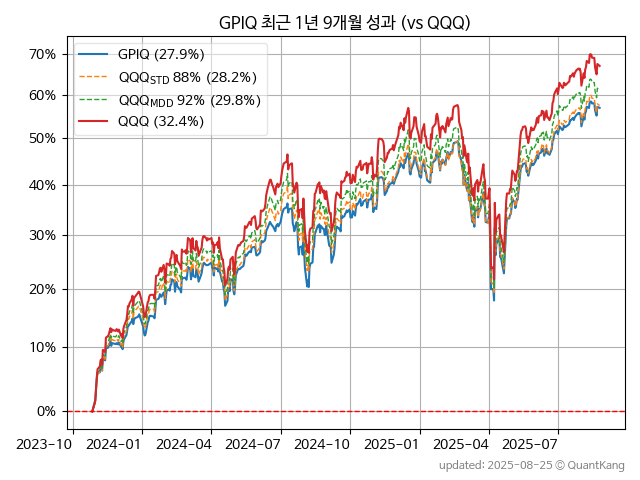 GPIQ 최근 1년 9개월 성과 (vs QQQ)
GPIQ (27.9%)
QQQSTD 88% (28.2%)
QQQMDD 92% (29.8%)
QQQ (32.4%)
70%
60%
50%
40%
30%
20%
10%
0%
2023-10 2024-01 2024-04 2024-07 2024-10 2025-01 2025-04 2025-07
updated: 2025-08-25 ⓒ QuantKang